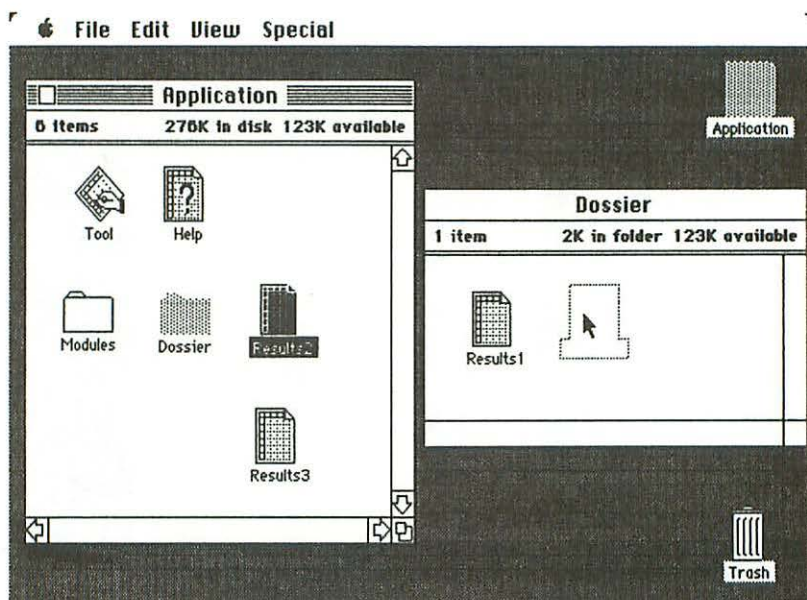 File Edit View Special
Application
6 items 276K in disk 123K available
Tool Help
Modules Dossier Results2
Results3
Application
Dossier
1 item 2K in folder 123K available
Results1
Trash